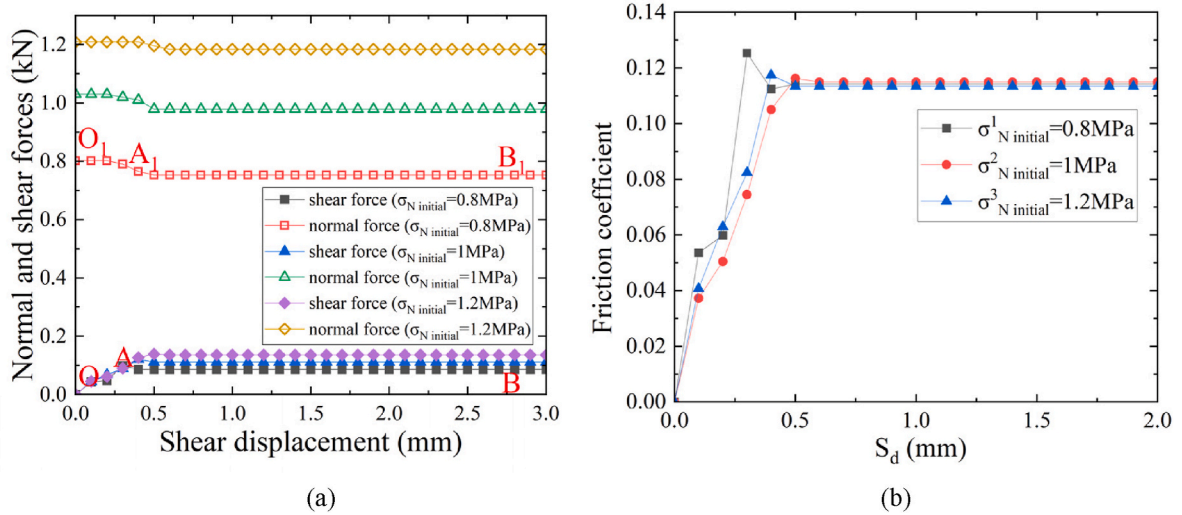 Normal and shear forces (kN)
1.2
1.0
0.8
0.6
0.4
0.2
0.0
O1
A1
B1
shear force (σN initial=0.8MPa)
normal force (σN initial=0.8MPa)
shear force (σN initial=1MPa)
normal force (σN initial=1MPa)
shear force (σN initial=1.2MPa)
normal force (σN initial=1.2MPa)
O
A
B
0.0 0.5 1.0 1.5 2.0 2.5 3.0
Shear displacement (mm)
(a)
Friction coefficient
0.14
0.12
0.10
0.08
0.06
0.04
0.02
0.00
σ1N initial=0.8MPa
σ2N initial=1MPa
σ3N initial=1.2MPa
0.0 0.5 1.0 1.5 2.0
Sd (mm)
(b)